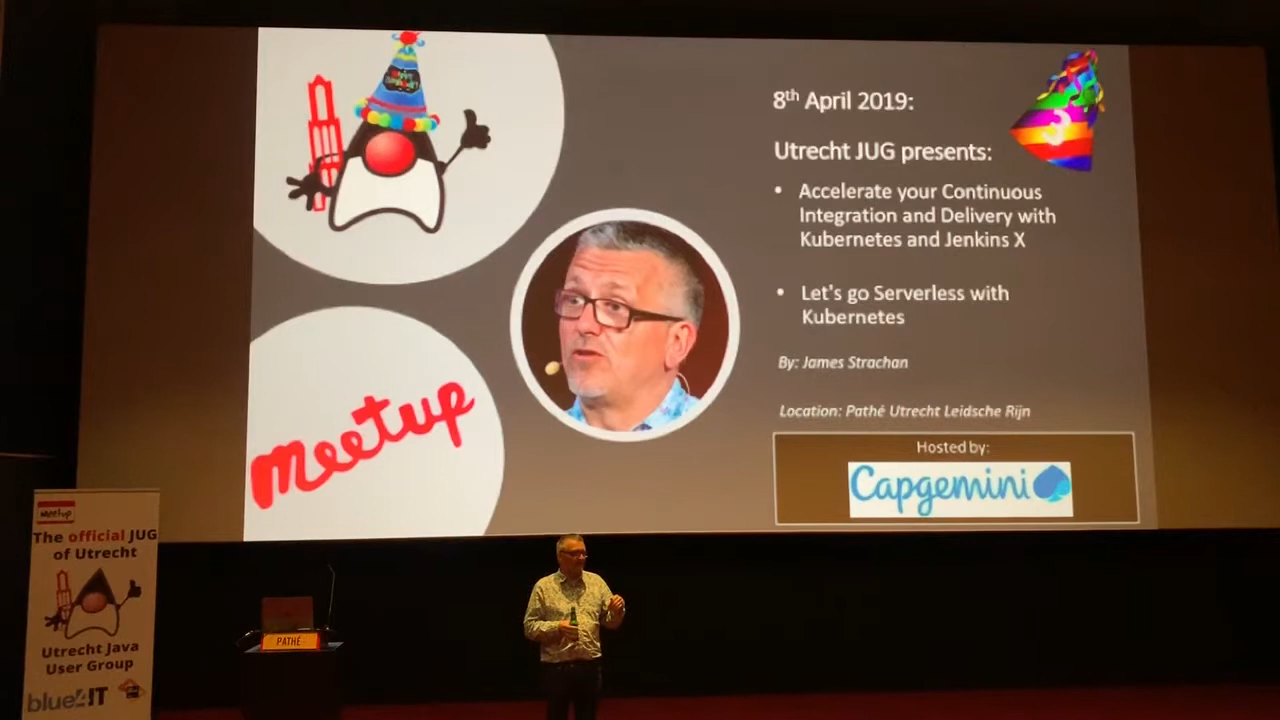 8th April 2019:
Utrecht JUG presents:
3
• Accelerate your Continuous
Integration and Delivery with
Kubernetes and Jenkins X
• Let's go Serverless with
Kubernetes
By: James Strachan
Location: Pathé Utrecht Leidsche Rijn
Hosted by:
Capgemini
meetup
meetup
The official JUG
of Utrecht
Utrecht Java
User Group
blue4IT
PATHÉ